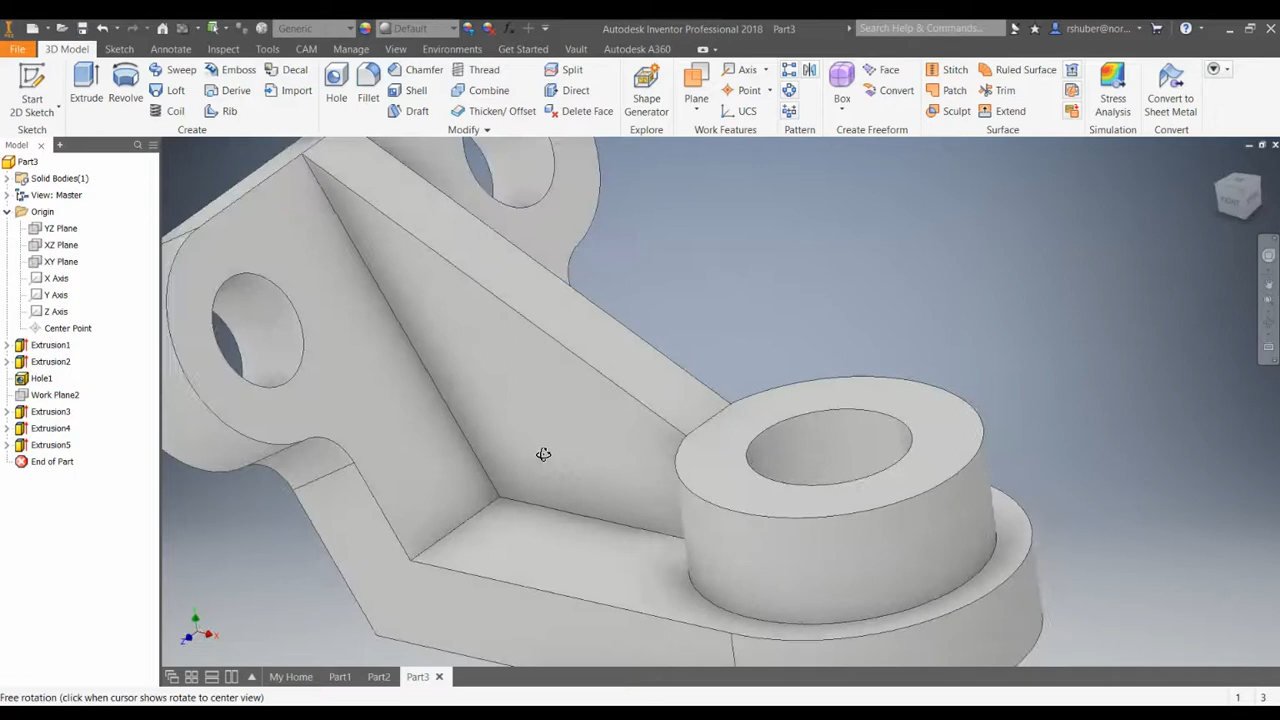 Generic Default Autodesk Inventor Professional 2018 Part3 Search Help & Commands... rshuber@nor...
File 3D Model Sketch Annotate Inspect Tools CAM Manage View Environments Get Started Vault Autodesk A360
Start 2D Sketch
Sketch
Extrude
Revolve
Sweep
Loft
Coil
Emboss
Derive
Rib
Decal
Import
Create
Hole
Fillet
Chamfer
Shell
Draft
Thread
Combine
Thicken/ Offset
Split
Direct
Delete Face
Modify
Shape Generator
Explore
Plane
Axis
Point
UCS
Work Features
Pattern
Box
Face
Convert
Create Freeform
Stitch
Patch
Sculpt
Ruled Surface
Trim
Extend
Surface
Stress Analysis
Simulation
Convert to Sheet Metal
Convert
Model
Part3
Solid Bodies(1)
View: Master
Origin
YZ Plane
XZ Plane
XY Plane
X Axis
Y Axis
Z Axis
Center Point
Extrusion1
Extrusion2
Hole1
Work Plane2
Extrusion3
Extrusion4
Extrusion5
End of Part
Z X
My Home Part1 Part2 Part3
Free rotation (click when cursor shows rotate to center view) 1 3